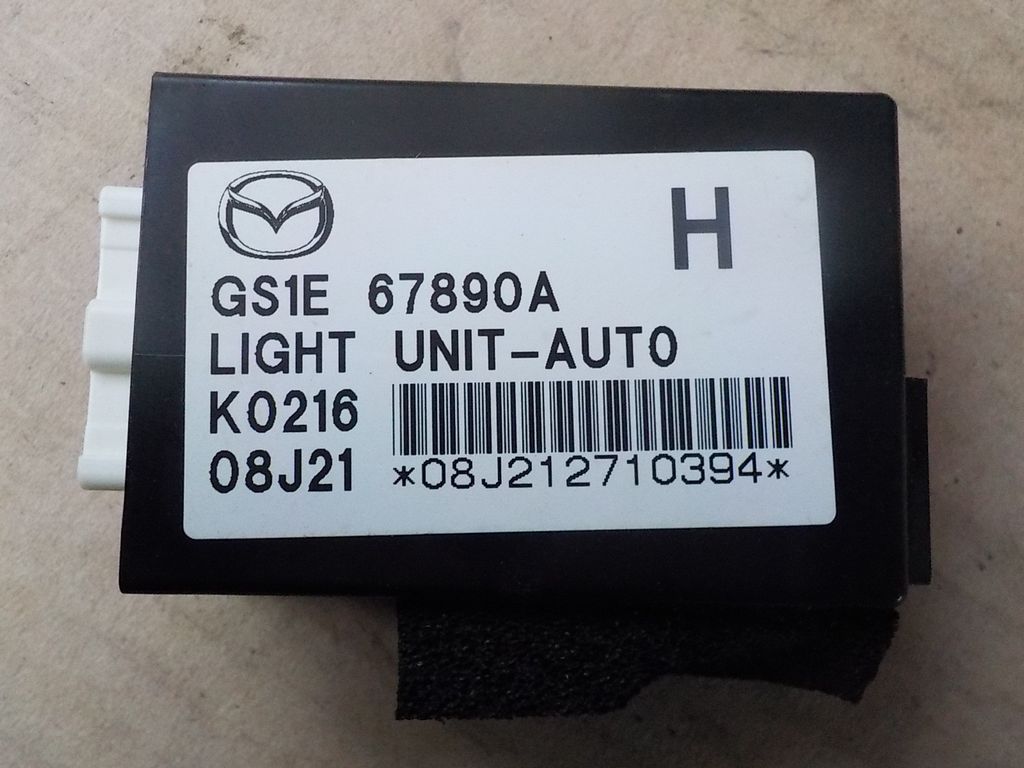 H
GS1E 67890A
LIGHT UNIT-AUTO
K0216
08J21
*08J212710394*